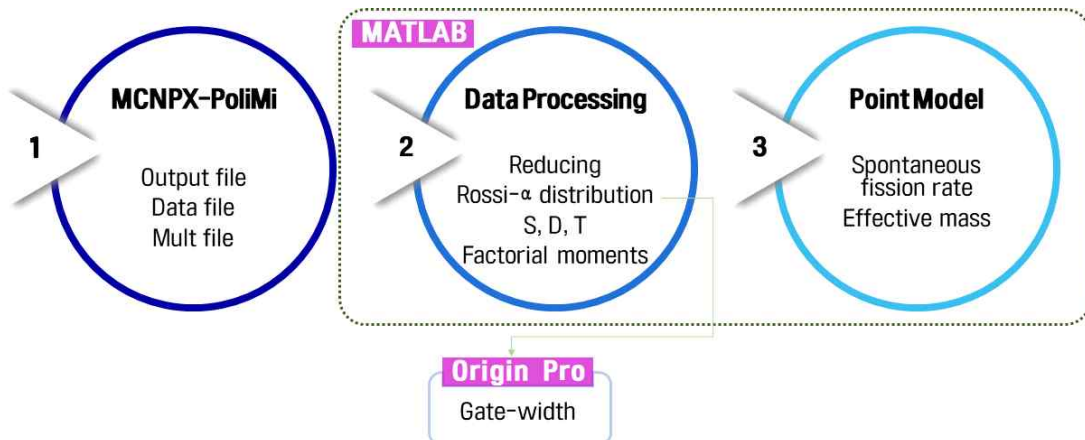 MATLAB
1
MCNPX-PoliMi
Output file
Data file
Mult file
2
Data Processing
Reducing
Rossi-α distribution
S, D, T
Factorial moments
3
Point Model
Spontaneous
fission rate
Effective mass
Origin Pro
Gate-width